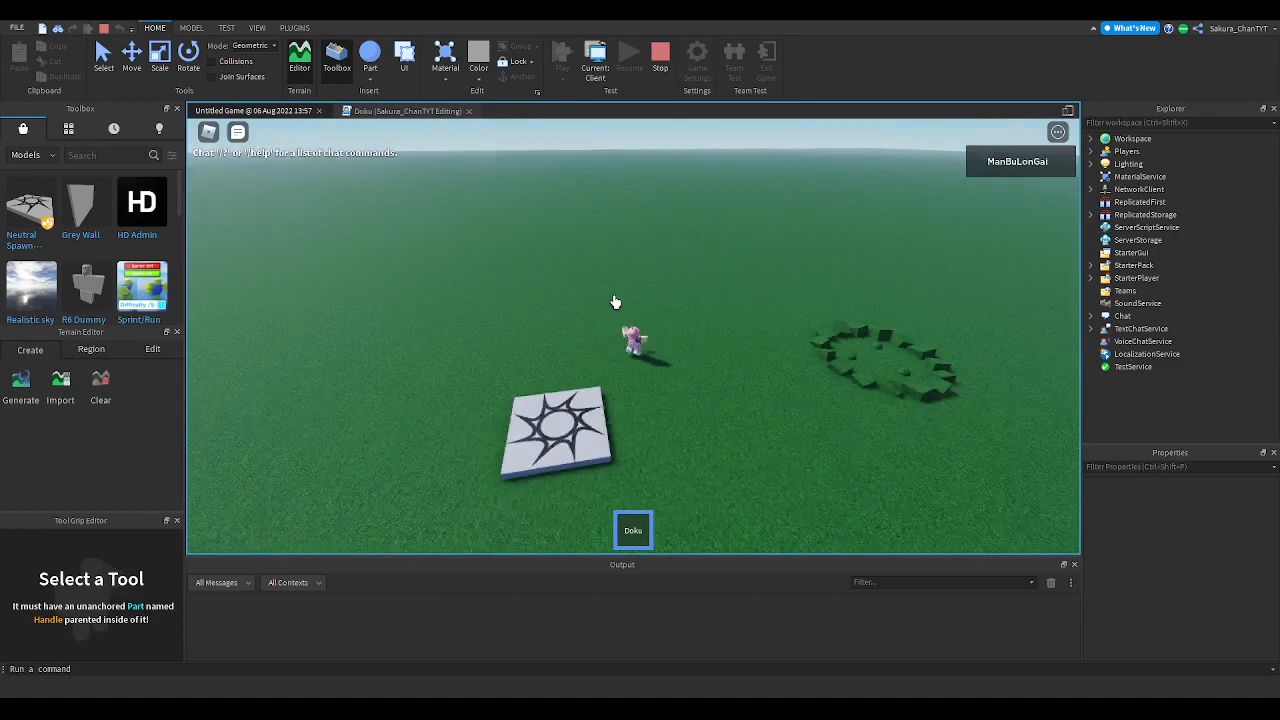 FILE
HOME
MODEL
TEST
VIEW
PLUGINS
What's New
Sakura_ChanTYT
Paste
Copy
Cut
Duplicate
Clipboard
Select
Move
Scale
Rotate
Mode: Geometric
Collisions
Join Surfaces
Tools
Editor
Terrain
Toolbox
Part
UI
Insert
Material
Color
Group
Lock
Anchor
Edit
Play
Current:
Client
Resume
Stop
Test
Game
Settings
Settings
Team
Test
Exit
Game
Team Test
Toolbox
Models
Search
Neutral
Spawn...
Grey Wall
HD
HD Admin
Realistic sky
R6 Dummy
Sprint/Run
Terrain Editor
Create
Region
Edit
Generate
Import
Clear
Tool Grip Editor
Select a Tool
It must have an unanchored Part named
Handle parented inside of it!
Run a command
Untitled Game @ 06 Aug 2022 13:57
Doku (Sakura_ChanTYT Editing)
Chat '/?' or '/help' for a list of chat commands.
ManBuLonGai
Doku
Output
All Messages
All Contexts
Filter...
Explorer
Filter workspace (Ctrl+Shift+X)
Workspace
Players
Lighting
MaterialService
NetworkClient
ReplicatedFirst
ReplicatedStorage
ServerScriptService
ServerStorage
StarterGui
StarterPack
StarterPlayer
Teams
SoundService
Chat
TextChatService
VoiceChatService
LocalizationService
TestService
Properties
Filter Properties (Ctrl+Shift+P)